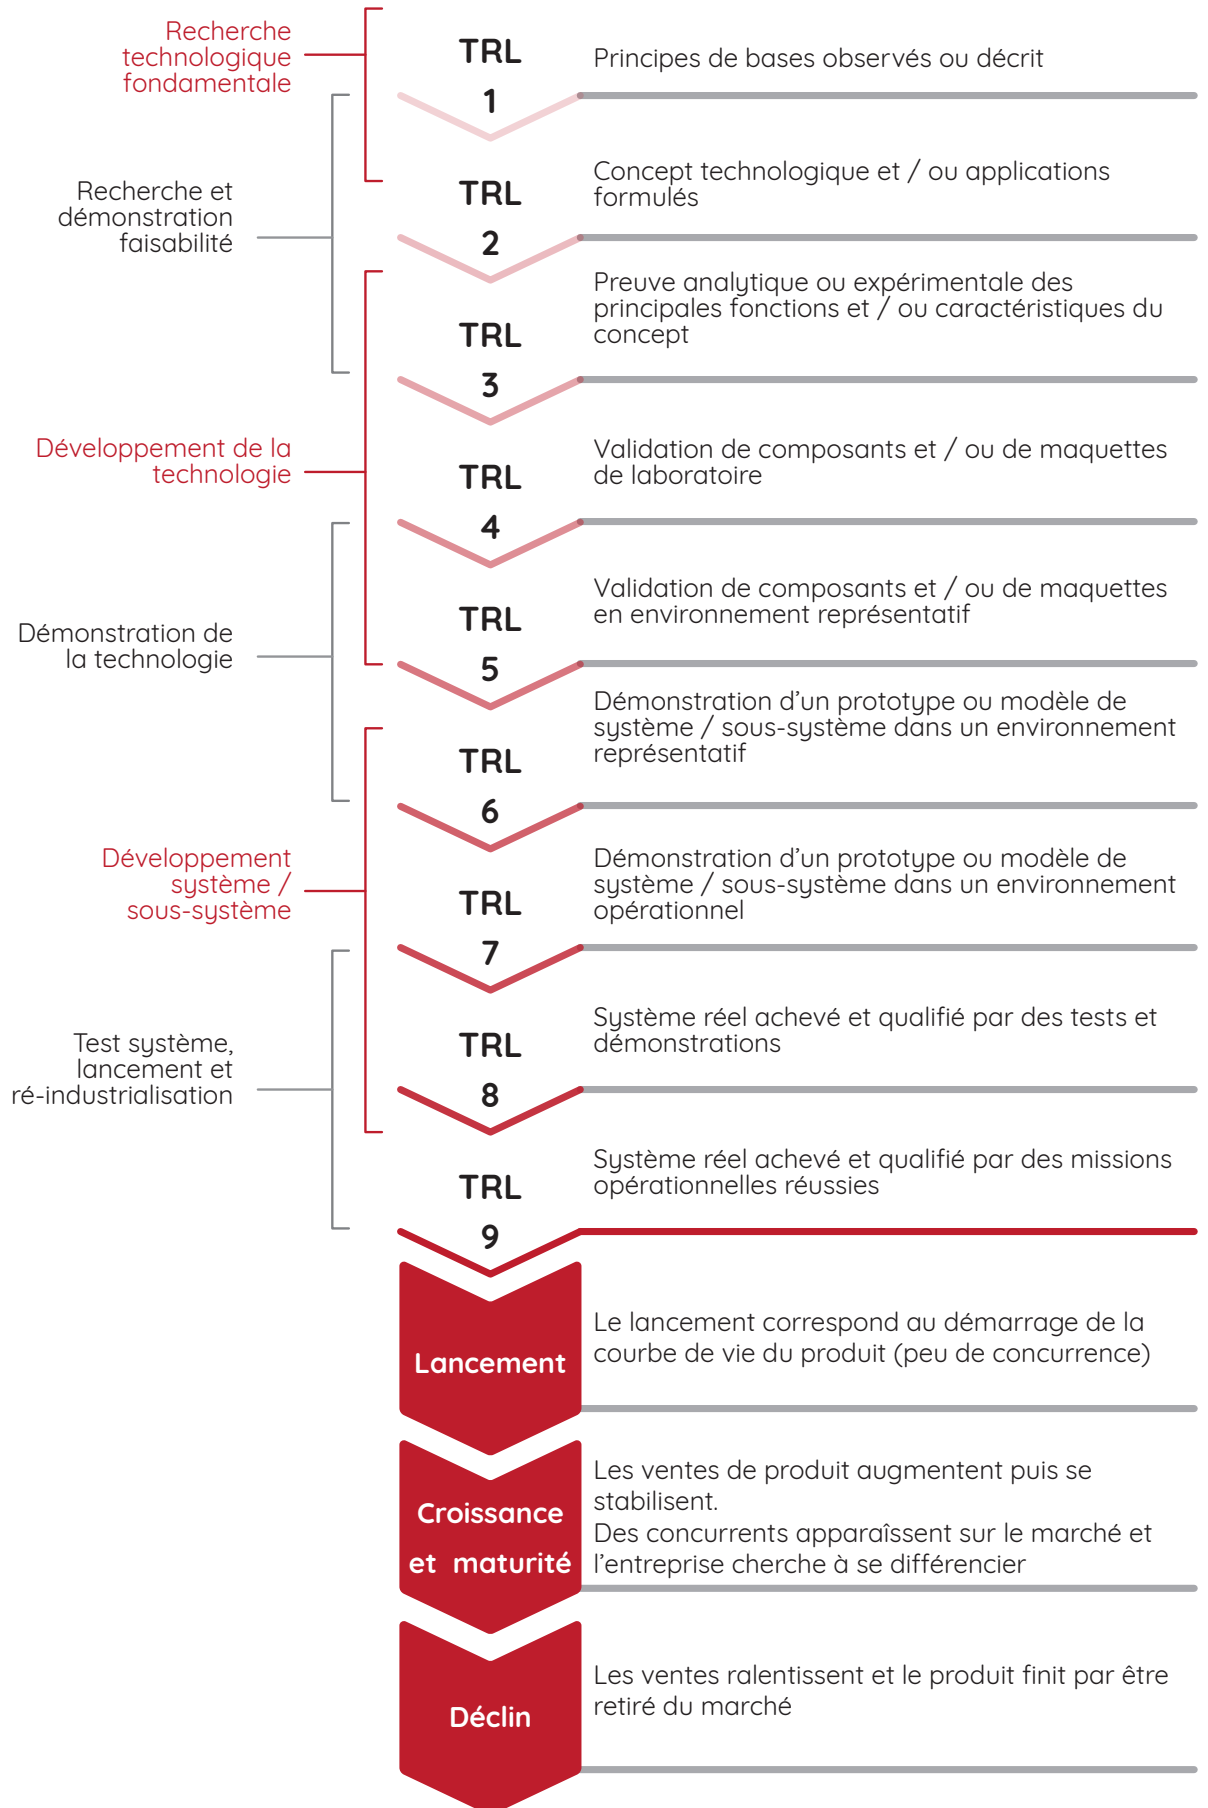 Recherche
technologique
fondamentale
TRL
1
Principes de bases observés ou décrit
Recherche et
démonstration
faisabilité
TRL
2
Concept technologique et / ou applications
formulés
TRL
3
Preuve analytique ou expérimentale des
principales fonctions et / ou caractéristiques du
concept
Développement de la
technologie
TRL
4
Validation de composants et / ou de maquettes
de laboratoire
Démonstration de
la technologie
TRL
5
Validation de composants et / ou de maquettes
en environnement représentatif
TRL
6
Démonstration d’un prototype ou modèle de
système / sous-système dans un environnement
représentatif
Développement
système /
sous-système
TRL
7
Démonstration d’un prototype ou modèle de
système / sous-système dans un environnement
opérationnel
Test système,
lancement et
ré-industrialisation
TRL
8
Système réel achevé et qualifié par des tests et
démonstrations
TRL
9
Système réel achevé et qualifié par des missions
opérationnelles réussies
Lancement
Le lancement correspond au démarrage de la
courbe de vie du produit (peu de concurrence)
Croissance
et maturité
Les ventes de produit augmentent puis se
stabilisent.
Des concurrents apparaîssent sur le marché et
l’entreprise cherche à se différencier
Déclin
Les ventes ralentissent et le produit finit par être
retiré du marché